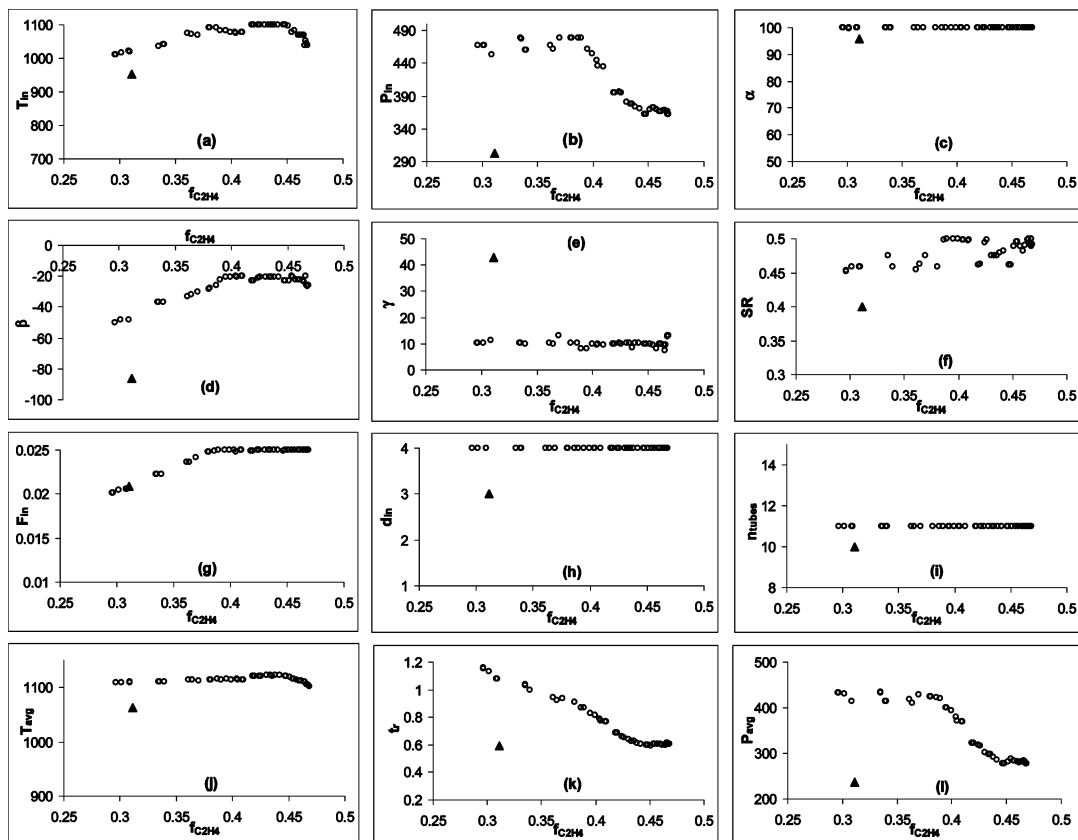 1100
1000
900
800
700
Tin
(a)
0.25 0.3 0.35 0.4 0.45 0.5
fC2H4
490
440
390
340
290
Pin
(b)
0.25 0.3 0.35 0.4 0.45 0.5
fC2H4
100
90
80
70
60
50
α
(c)
0.25 0.3 0.35 0.4 0.45 0.5
fC2H4
fC2H4
0.25 0.3 0.35 0.4 0.45 0.5
0
-20
-40
-60
-80
-100
β
(d)
50
40
30
20
10
0
γ
(e)
0.25 0.3 0.35 0.4 0.45 0.5
fC2H4
0.5
0.45
0.4
0.35
0.3
SR
(f)
0.25 0.3 0.35 0.4 0.45 0.5
fC2H4
0.025
0.02
0.015
0.01
Fin
(g)
0.25 0.3 0.35 0.4 0.45 0.5
fC2H4
4
3
2
1
din
(h)
0.25 0.3 0.35 0.4 0.45 0.5
fC2H4
14
12
10
8
ntubes
(i)
0.25 0.3 0.35 0.4 0.45 0.5
fC2H4
1100
1000
900
Tavg
(j)
0.25 0.3 0.35 0.4 0.45 0.5
fC2H4
1.2
1
0.8
0.6
0.4
0.2
tr
(k)
0.25 0.3 0.35 0.4 0.45 0.5
fC2H4
500
400
300
200
Pavg
(l)
0.25 0.3 0.35 0.4 0.45 0.5
fC2H4